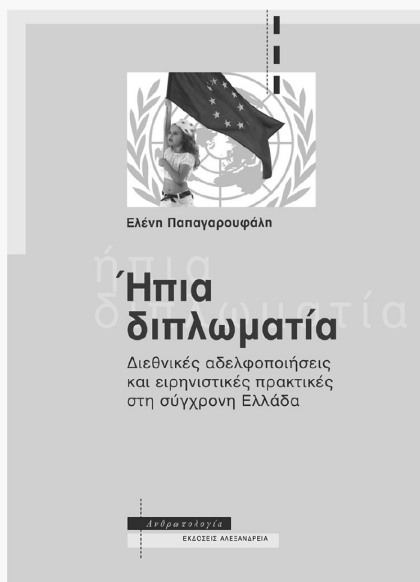 Ελένη Παπαγαρουφάλη
ήπια
διπλωματία
Ήπια
διπλωματία
Διεθνικές αδελφοποιήσεις
και ειρηνιστικές πρακτικές
στη σύγχρονη Ελλάδα
Ανθρωπολογία
ΕΚΔΟΣΕΙΣ ΑΛΕΞΑΝΔΡΕΙΑ